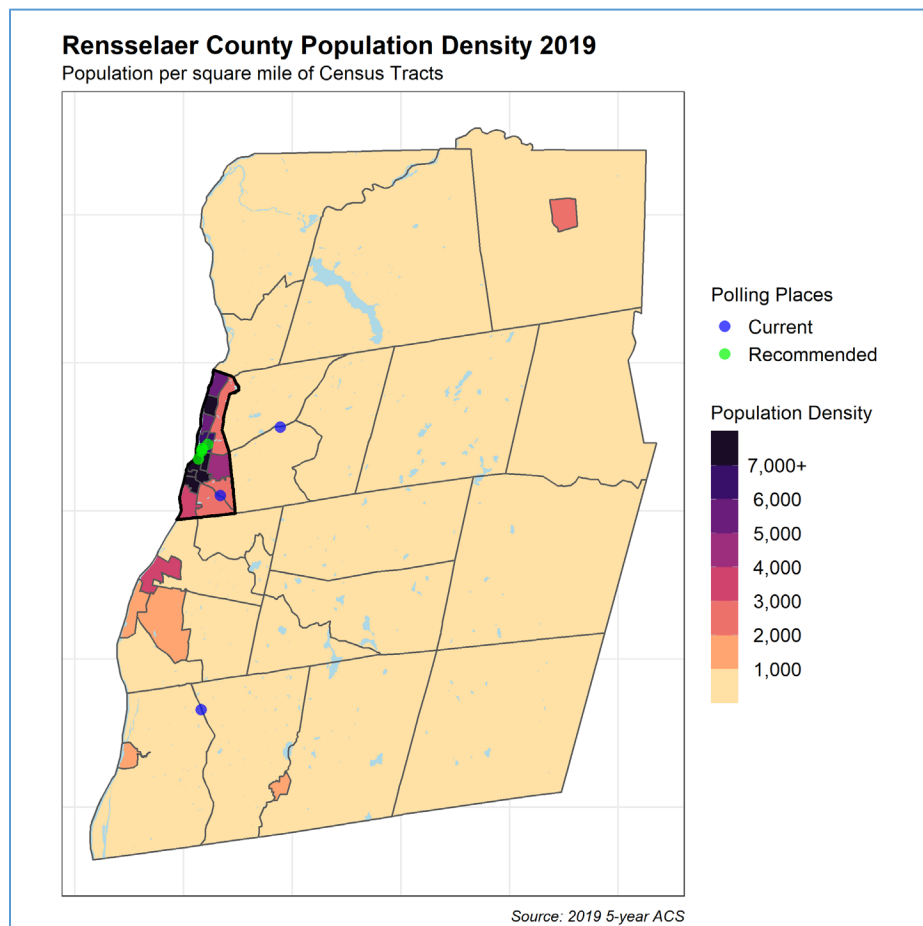 Rensselaer County Population Density 2019
Population per square mile of Census Tracts
Polling Places
Current
Recommended
Population Density
7,000+
6,000
5,000
4,000
3,000
2,000
1,000
Source: 2019 5-year ACS